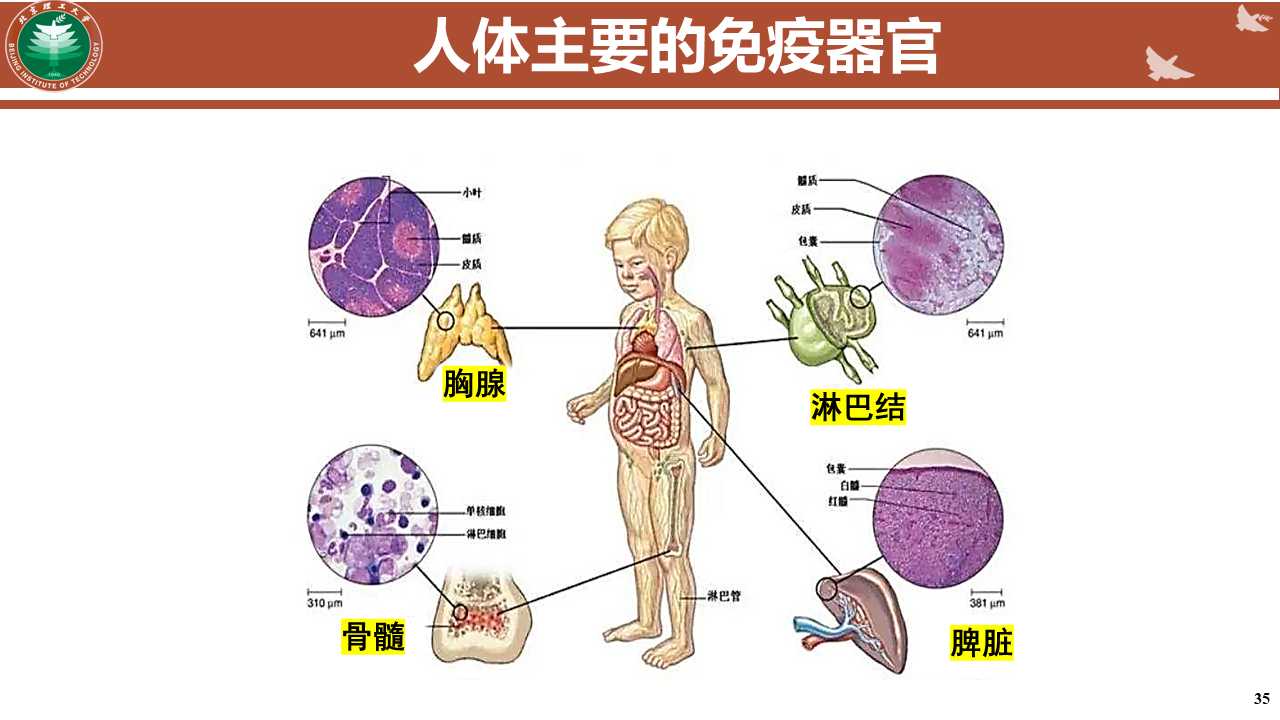 北京理工大学
BEIJING INSTITUTE OF TECHNOLOGY
1940
人体主要的免疫器官
小叶
髓质
皮质
641 μm
胸腺
髓质
皮质
包囊
641 μm
淋巴结
单核细胞
淋巴细胞
310 μm
骨髓
淋巴管
包囊
白髓
红髓
381 μm
脾脏
35